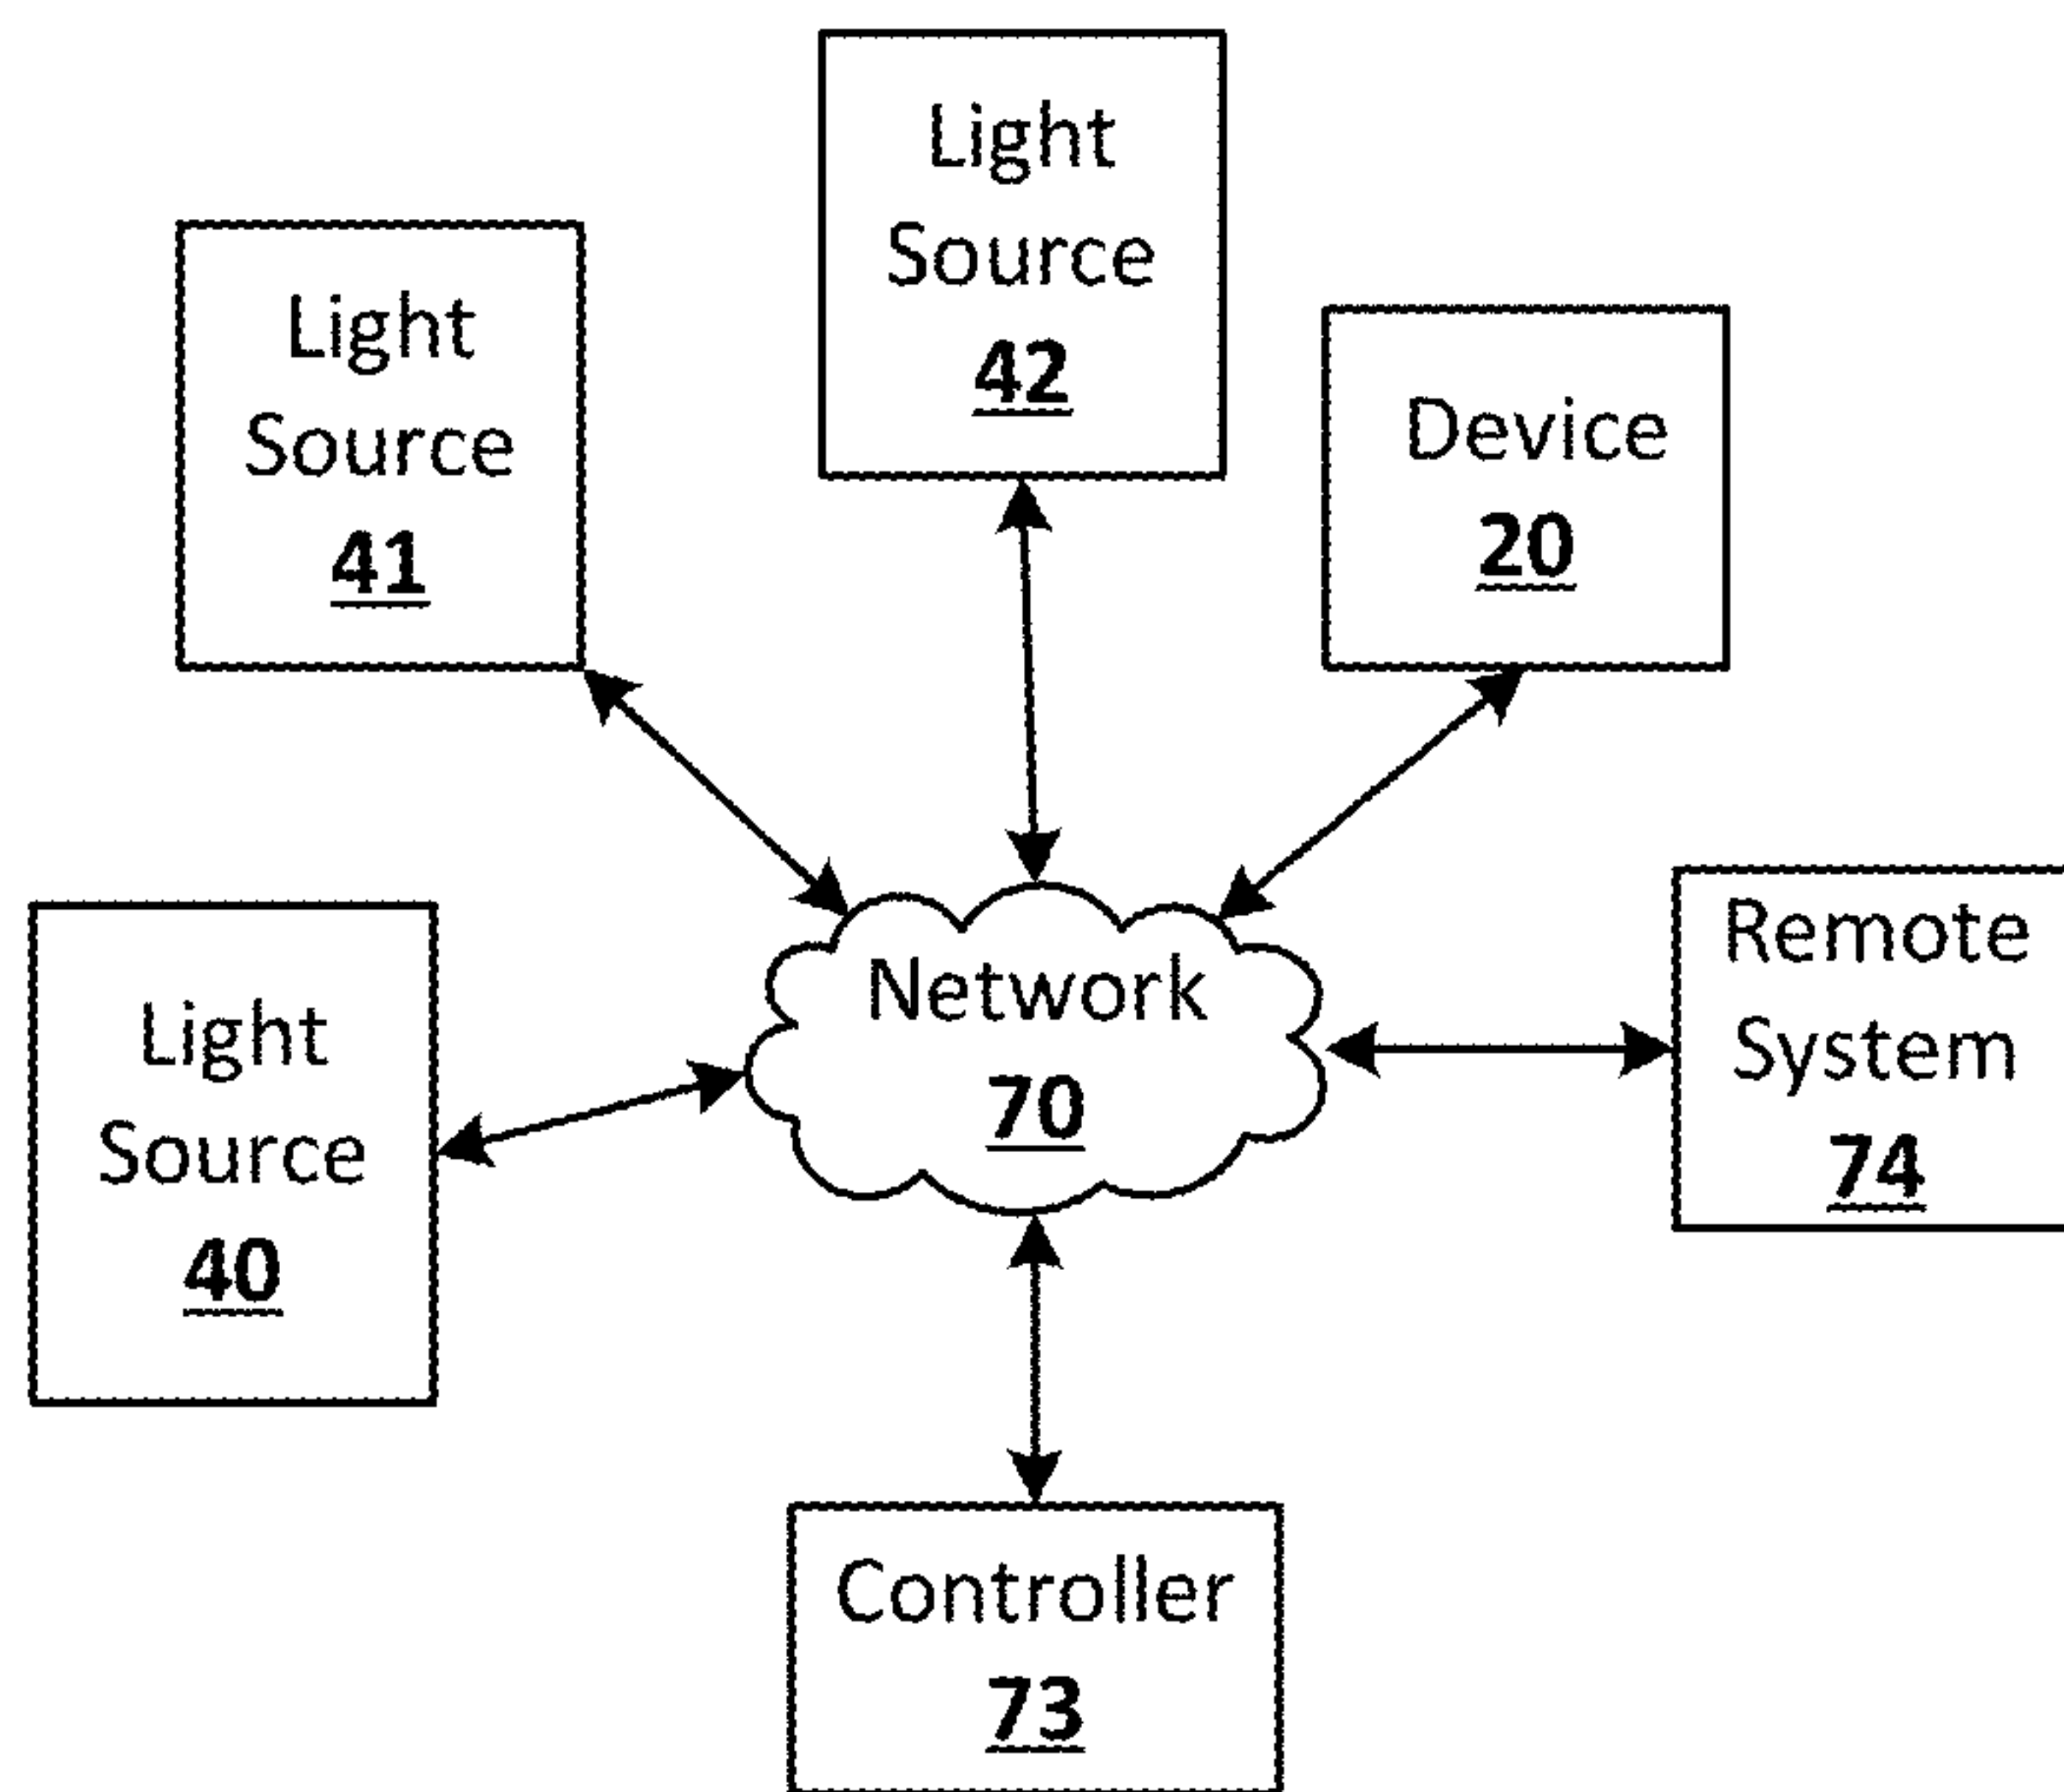 Light
Source
42
Light
Source
41
Device
20
Remote
System
74
Network
70
Light
Source
40
Controller
73